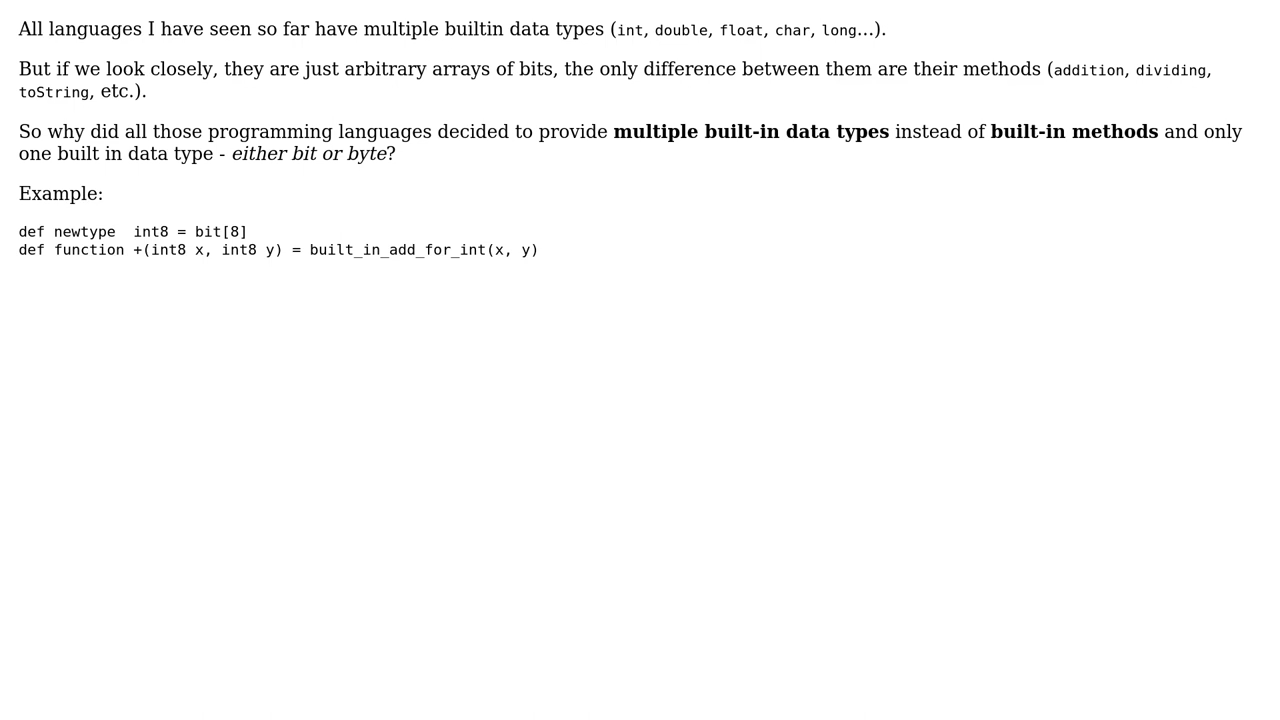 All languages I have seen so far have multiple builtin data types (int, double, float, char, long...).
But if we look closely, they are just arbitrary arrays of bits, the only difference between them are their methods (addition, dividing,
toString, etc.).
So why did all those programming languages decided to provide multiple built-in data types instead of built-in methods and only
one built in data type - either bit or byte?
Example:
def newtype  int8 = bit[8]
def function +(int8 x, int8 y) = built_in_add_for_int(x, y)